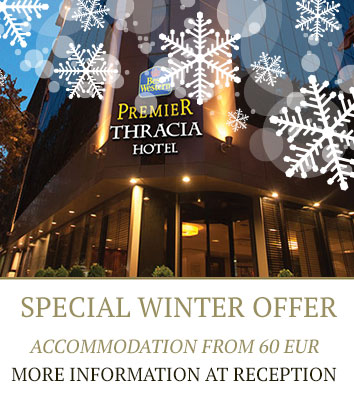 Best
Western
PREMIER
THRACIA
HOTEL
SPECIAL WINTER OFFER
ACCOMMODATION FROM 60 EUR
MORE INFORMATION AT RECEPTION